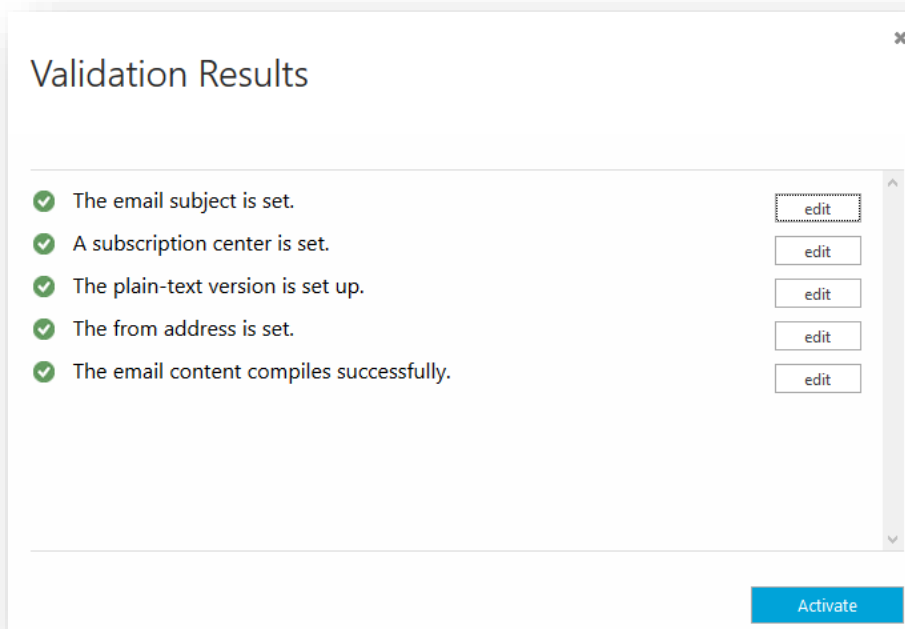 Validation Results
The email subject is set.
edit
A subscription center is set.
edit
The plain-text version is set up.
edit
The from address is set.
edit
The email content compiles successfully.
edit
Activate